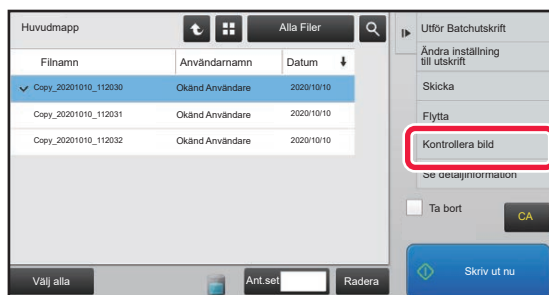 Huvudmapp
Alla Filer
Filnamn Användarnamn Datum
Copy_20201010_112030 Okänd Användare 2020/10/10
Copy_20201010_112031 Okänd Användare 2020/10/10
Copy_20201010_112032 Okänd Användare 2020/10/10
Välj alla
Ant.set
Radera
Utför Batchutskrift
Ändra inställning
till utskrift
Skicka
Flytta
Kontrollera bild
Se detaljinformation
Ta bort
CA
Skriv ut nu